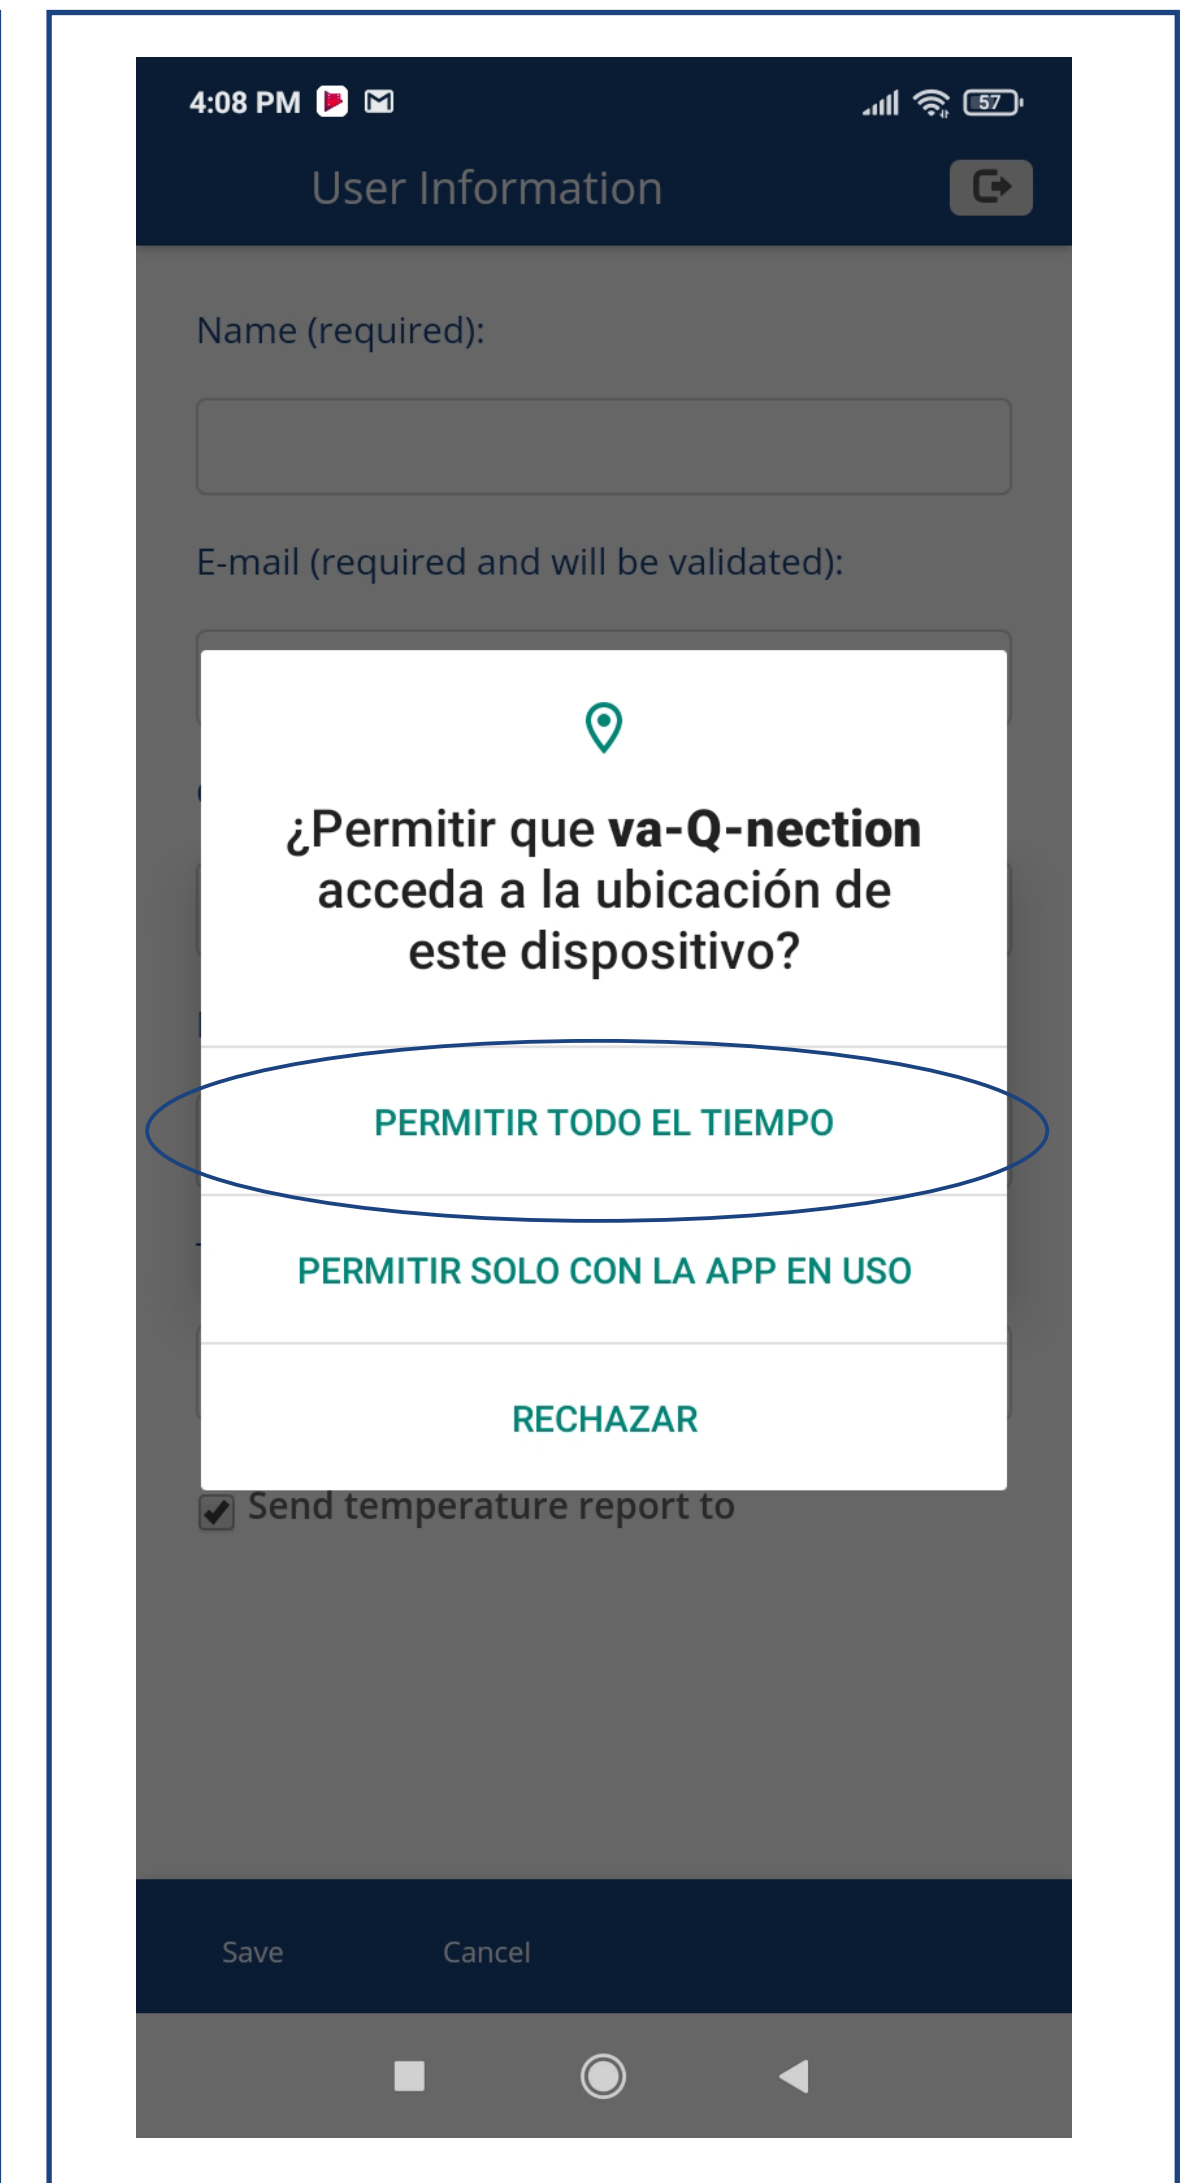 4:08 PM
57
User Information
Name (required):
E-mail (required and will be validated):
¿Permitir que va-Q-nection
acceda a la ubicación de
este dispositivo?
PERMITIR TODO EL TIEMPO
PERMITIR SOLO CON LA APP EN USO
RECHAZAR
Send temperature report to
Save
Cancel